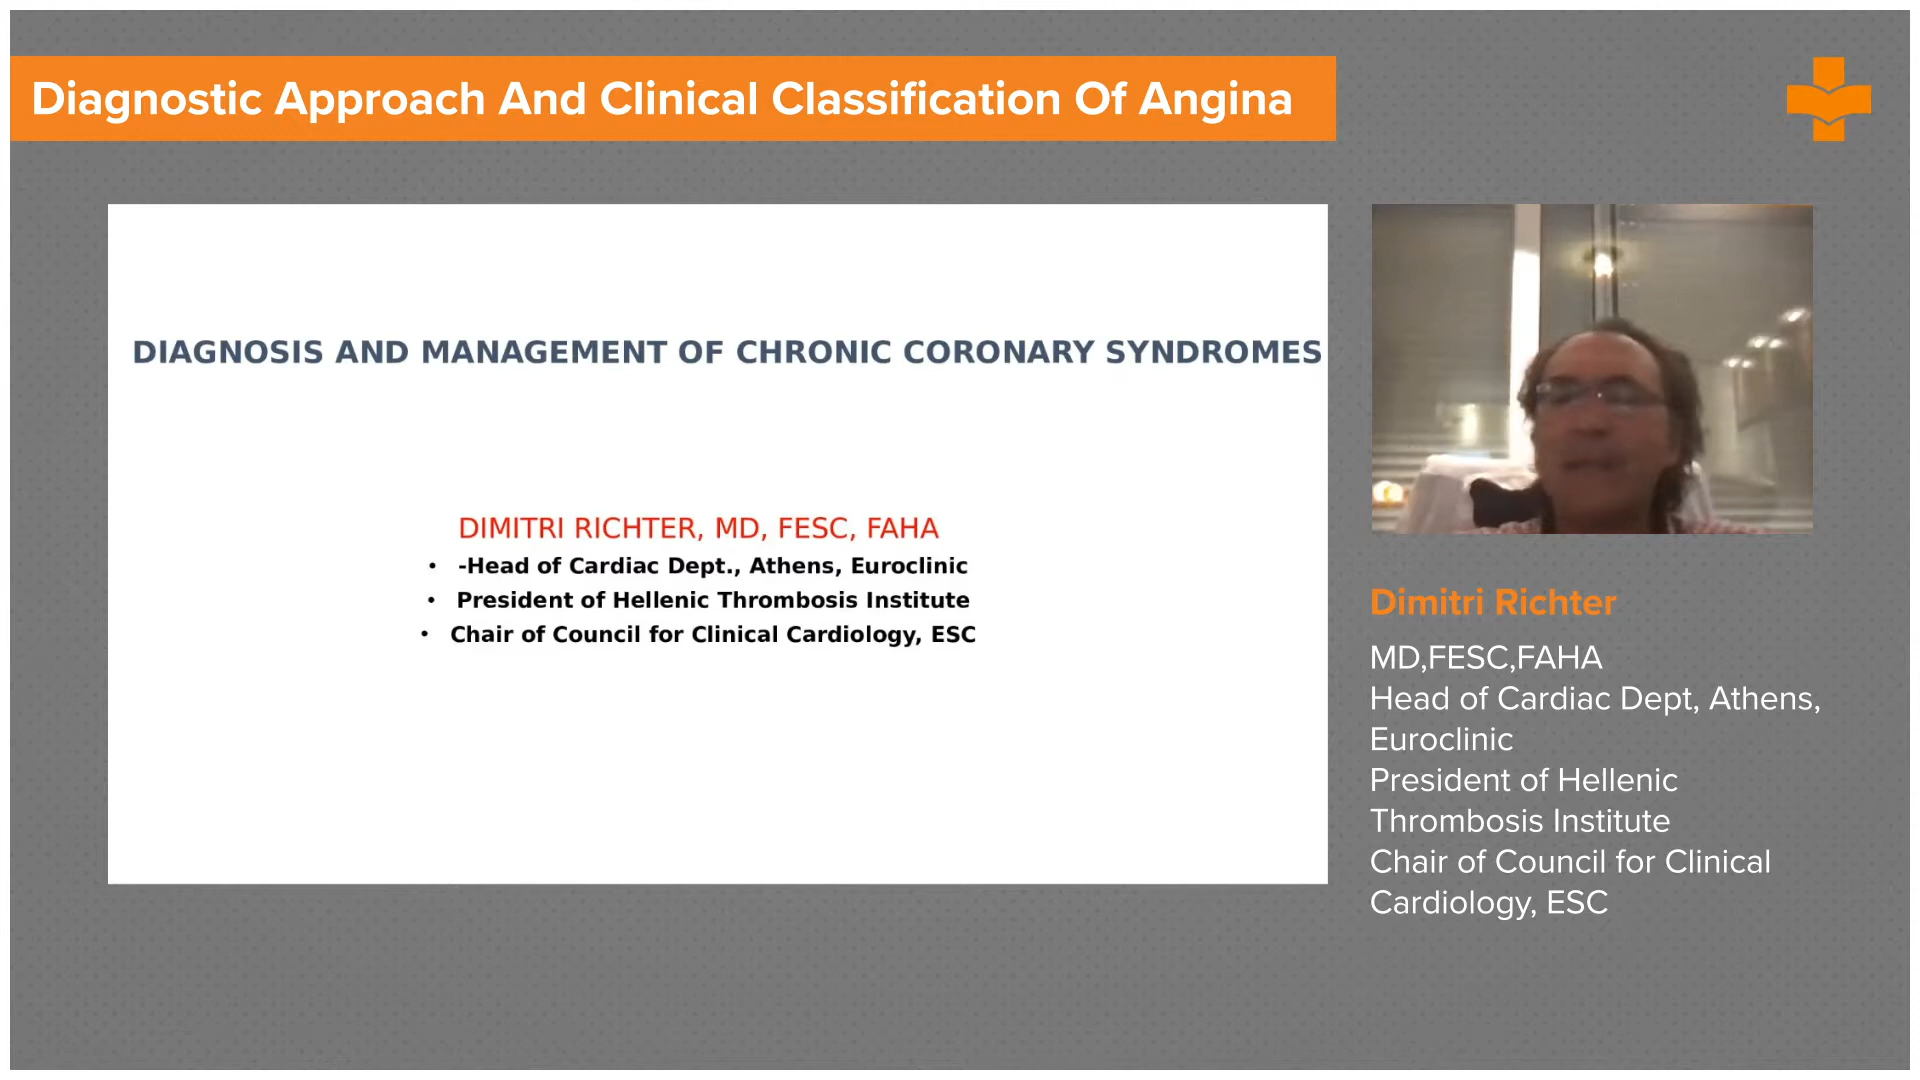 Diagnostic Approach And Clinical Classification Of Angina
DIAGNOSIS AND MANAGEMENT OF CHRONIC CORONARY SYNDROMES
DIMITRI RICHTER, MD, FESC, FAHA
• -Head of Cardiac Dept., Athens, Euroclinic
• President of Hellenic Thrombosis Institute
• Chair of Council for Clinical Cardiology, ESC
Dimitri Richter
MD,FESC,FAHA
Head of Cardiac Dept, Athens,
Euroclinic
President of Hellenic
Thrombosis Institute
Chair of Council for Clinical
Cardiology, ESC